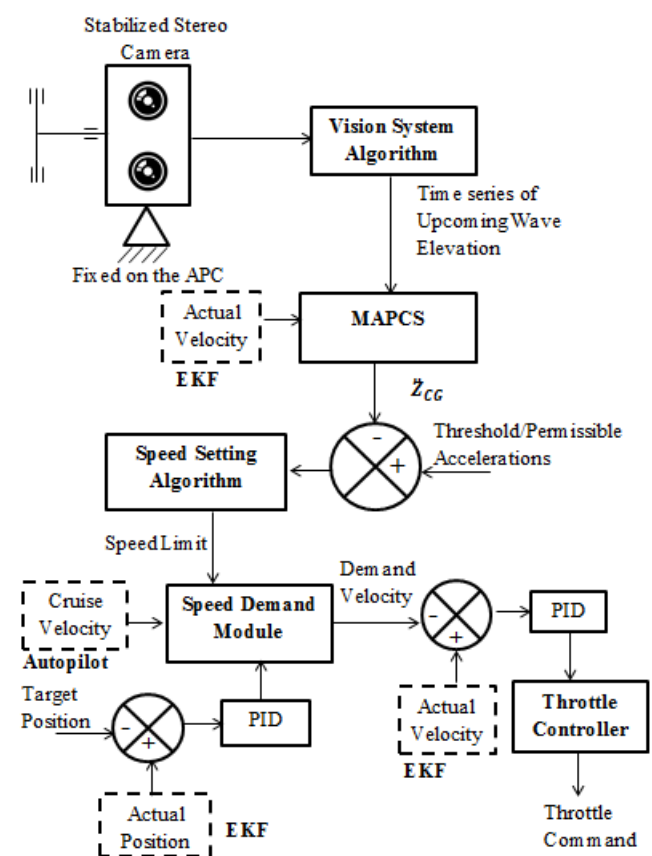 Stabilized Stereo
Camera
Vision System
Algorithm
Time series of
Upcoming Wave
Elevation
Fixed on the APC
Actual
Velocity
EKF
MAPCS
Z̈CG
-
+
Threshold/Permissible
Accelerations
Speed Setting
Algorithm
Speed Limit
Cruise
Velocity
Autopilot
Speed Demand
Module
Demand
Velocity
-
+
PID
Target
Position
-
+
PID
Actual
Velocity
EKF
Throttle
Controller
Actual
Position
EKF
Throttle
Command